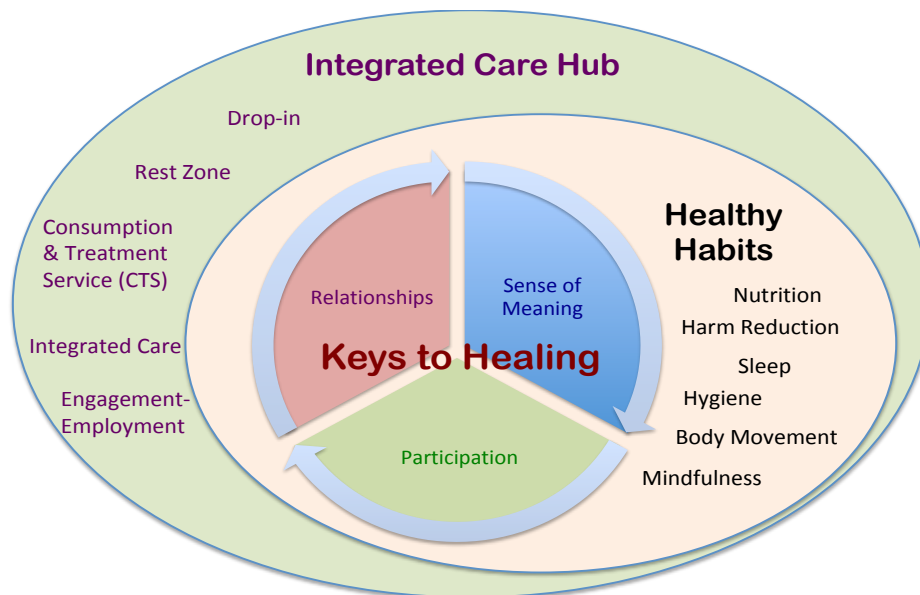 Integrated Care Hub
Drop-in
Rest Zone
Consumption
& Treatment
Service (CTS)
Integrated Care
Engagement-
Employment
Relationships
Sense of
Meaning
Keys to Healing
Participation
Healthy
Habits
Nutrition
Harm Reduction
Sleep
Hygiene
Body Movement
Mindfulness